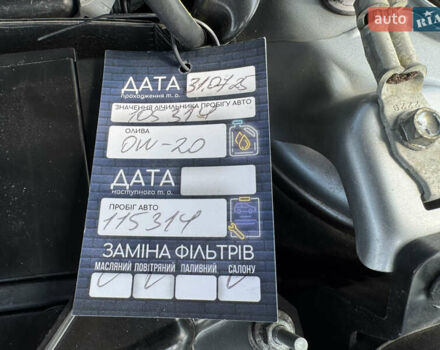 auto RIA
ДАТА 31.07.25
проходження т. о.
ЗНАЧЕННЯ ЛІЧИЛЬНИКА ПРОБІГУ АВТО
105 314
ОЛИВА
0W-20
ДАТА
наступного т. о.
ПРОБІГ АВТО
115314
ЗАМІНА ФІЛЬТРІВ
МАСЛЯНИЙ ПОВІТРЯНИЙ ПАЛИВНИЙ САЛОНУ
V V V